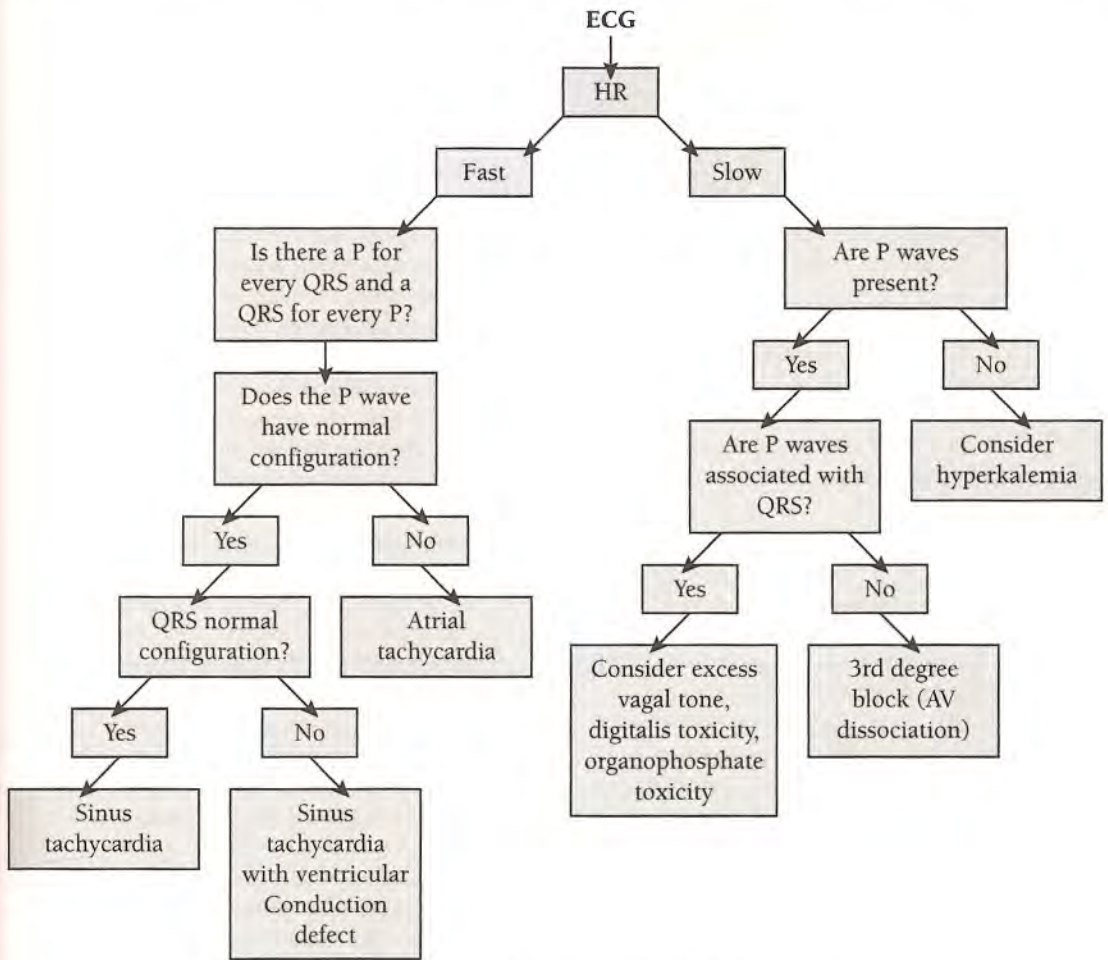 ECG
HR
Fast
Slow
Is there a P for
every QRS and a
QRS for every P?
Are P waves
present?
Yes
No
Does the P wave
have normal
configuration?
Are P waves
associated with
QRS?
Consider
hyperkalemia
Yes
No
Yes
No
QRS normal
configuration?
Atrial
tachycardia
Consider excess
vagal tone,
digitalis toxicity,
organophosphate
toxicity
3rd degree
block (AV
dissociation)
Yes
No
Sinus
tachycardia
Sinus
tachycardia
with ventricular
Conduction
defect